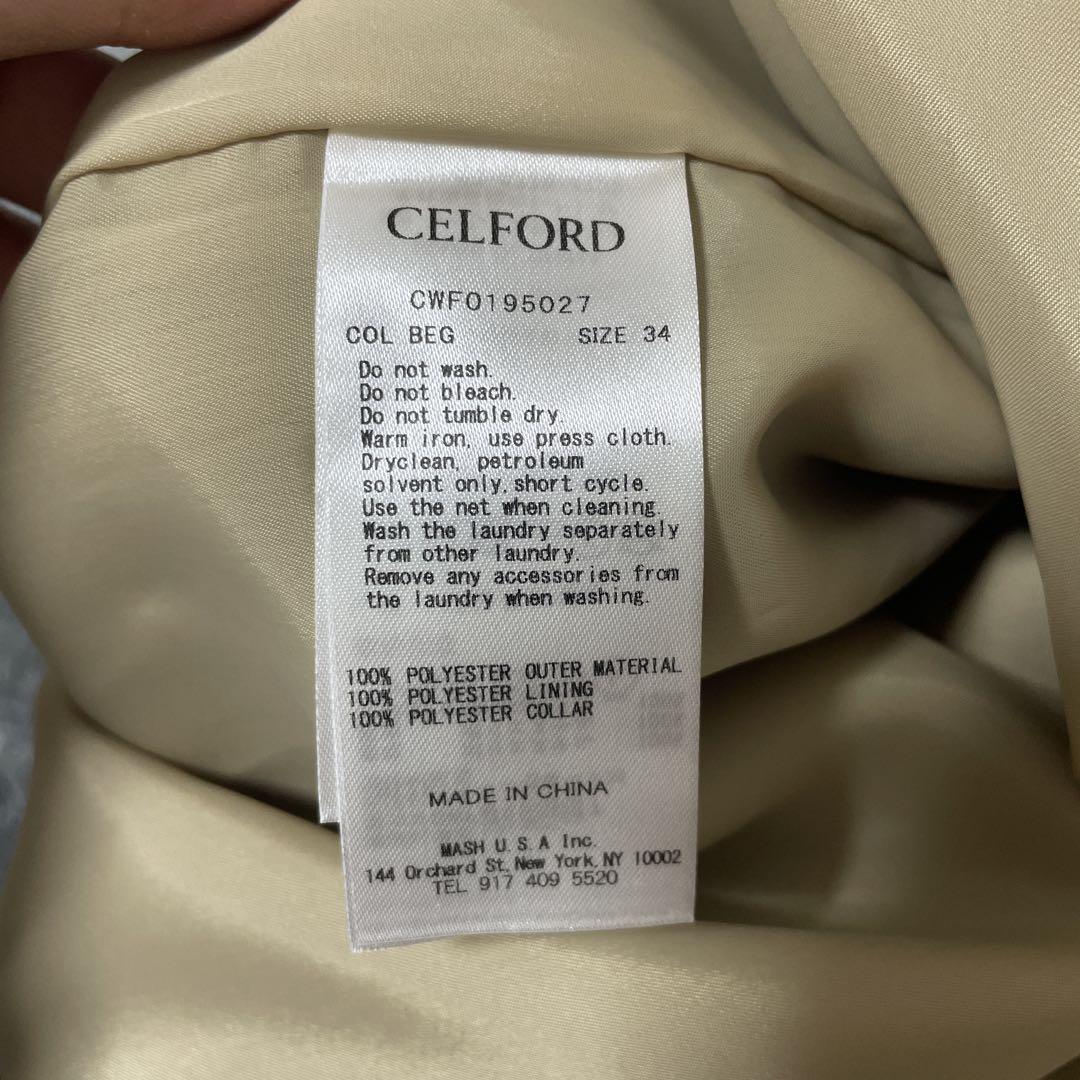 CELFORD
CWFO195027
COL BEG SIZE 34
Do not wash.
Do not bleach.
Do not tumble dry.
Warm iron, use press cloth.
Dryclean, petroleum
solvent only,short cycle.
Use the net when cleaning.
Wash the laundry separately
from other laundry.
Remove any accessories from
the laundry when washing.
100% POLYESTER OUTER MATERIAL
100% POLYESTER LINING
100% POLYESTER COLLAR
MADE IN CHINA
MASH U.S.A Inc.
144 Orchard St, New York, NY 10002
TEL 917 409 5520